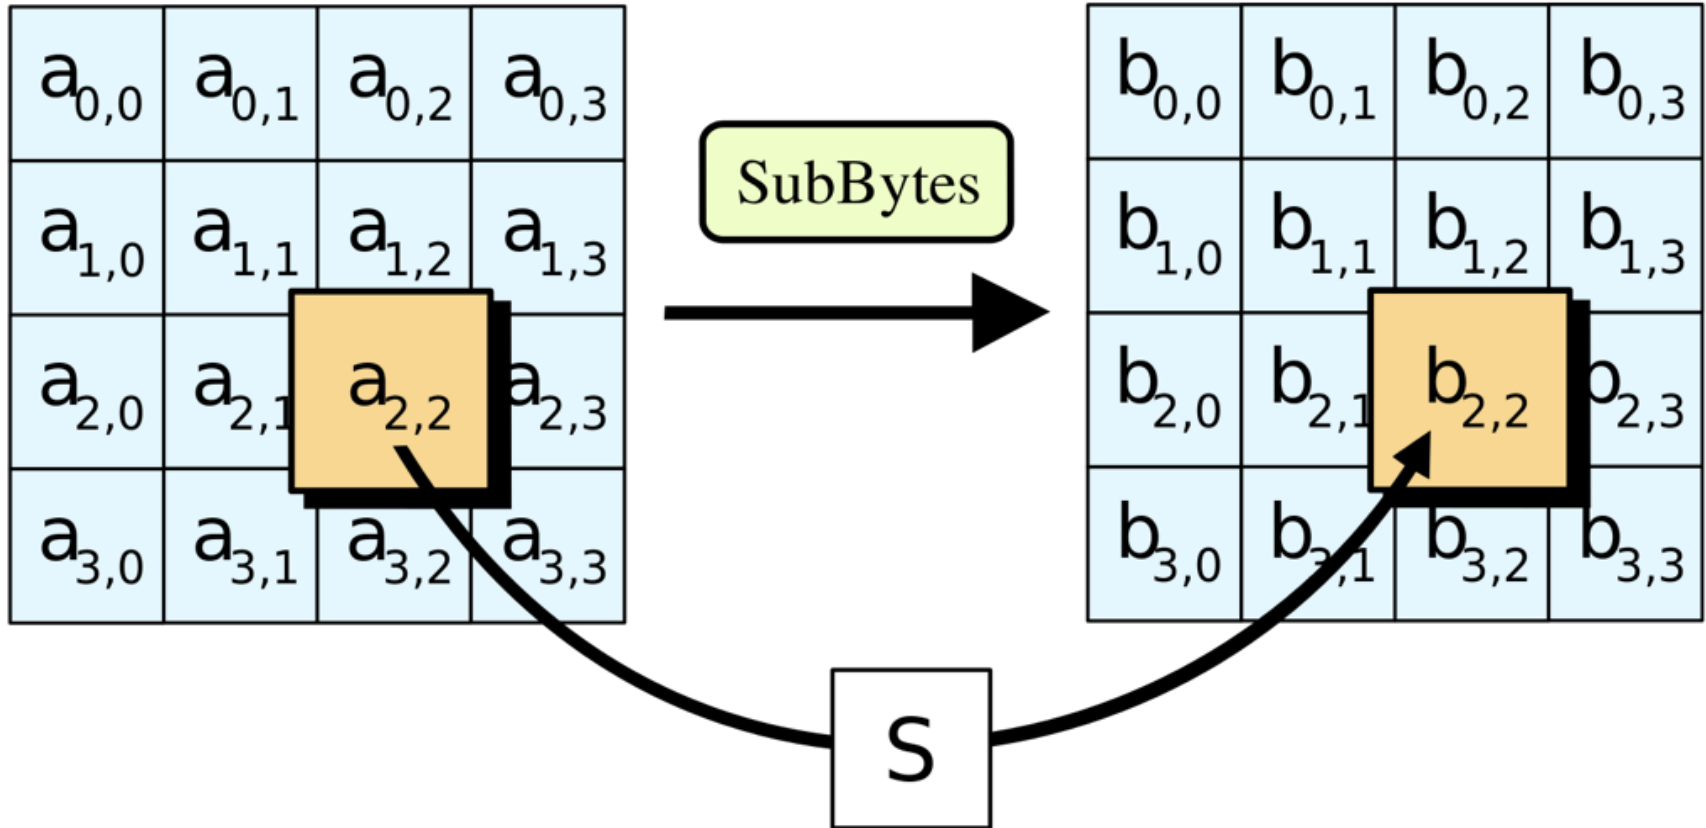 a0,0 a0,1 a0,2 a0,3
a1,0 a1,1 a1,2 a1,3
a2,0 a2,1 a2,2 a2,3
a3,0 a3,1 a3,2 a3,3
SubBytes
b0,0 b0,1 b0,2 b0,3
b1,0 b1,1 b1,2 b1,3
b2,0 b2,1 b2,2 b2,3
b3,0 b3,1 b3,2 b3,3
S